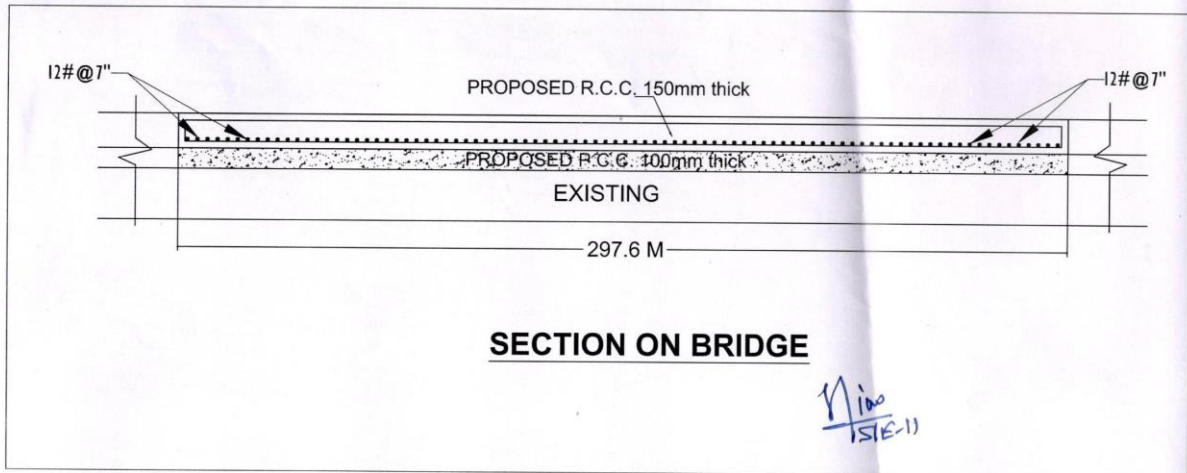 12#@7"
PROPOSED R.C.C. 150mm thick
12#@7"
PROPOSED R.C.C. 100mm thick
EXISTING
297.6 M
SECTION ON BRIDGE